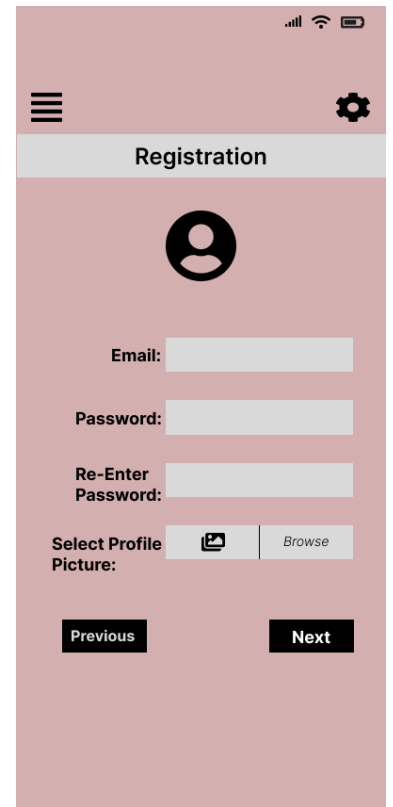 Registration
Email:
Password:
Re-Enter
Password:
Select Profile
Picture:
Browse
Previous
Next